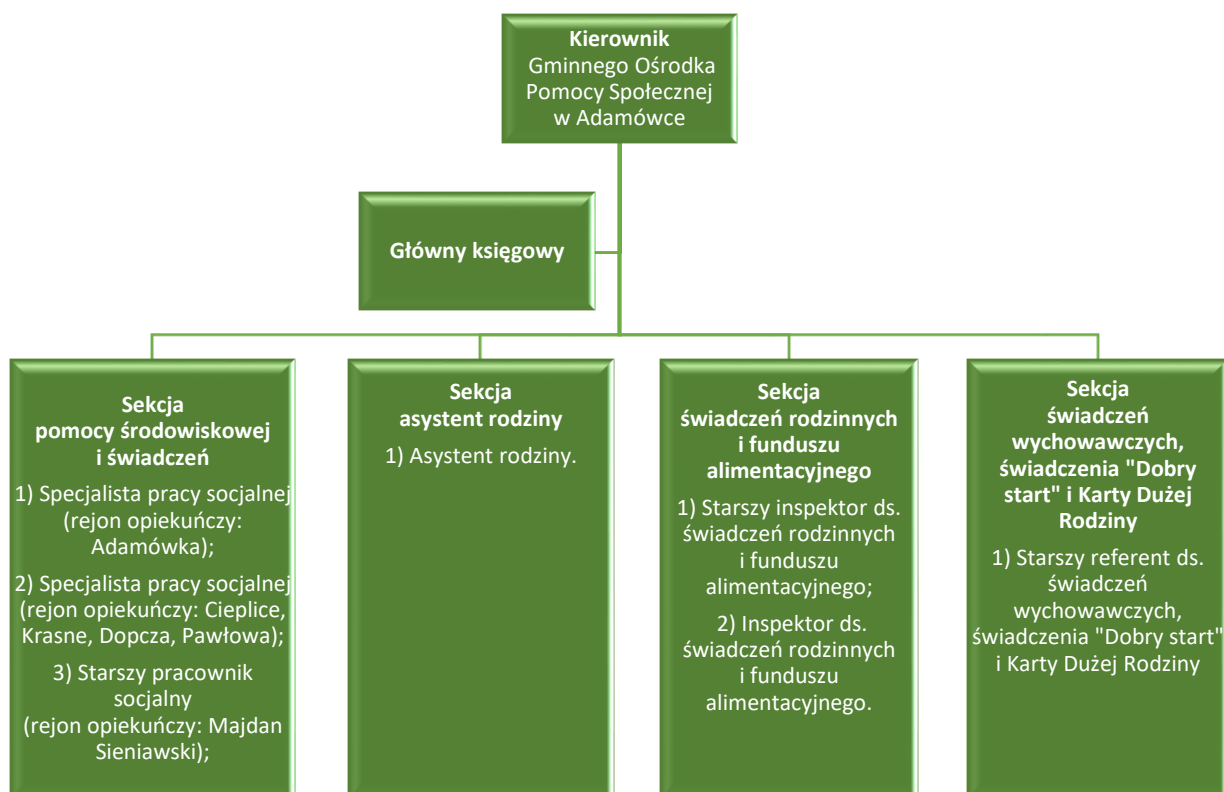 Kierownik
Gminnego Ośrodka
Pomocy Społecznej
w Adamówce
Główny księgowy
Sekcja
pomocy środowiskowej
i świadczeń
1) Specjalista pracy socjalnej
(rejon opiekuńczy:
Adamówka);
2) Specjalista pracy socjalnej
(rejon opiekuńczy: Cieplice,
Krasne, Dopcza, Pawłowa);
3) Starszy pracownik
socjalny
(rejon opiekuńczy: Majdan
Sieniawski);
Sekcja
asystent rodziny
1) Asystent rodziny.
Sekcja
świadczeń rodzinnych
i funduszu
alimentacyjnego
1) Starszy inspektor ds.
świadczeń rodzinnych
i funduszu
alimentacyjnego;
2) Inspektor ds.
świadczeń rodzinnych
i funduszu
alimentacyjnego.
Sekcja
świadczeń
wychowawczych,
świadczenia "Dobry
start" i Karty Dużej
Rodziny
1) Starszy referent ds.
świadczeń
wychowawczych,
świadczenia "Dobry start"
i Karty Dużej Rodziny